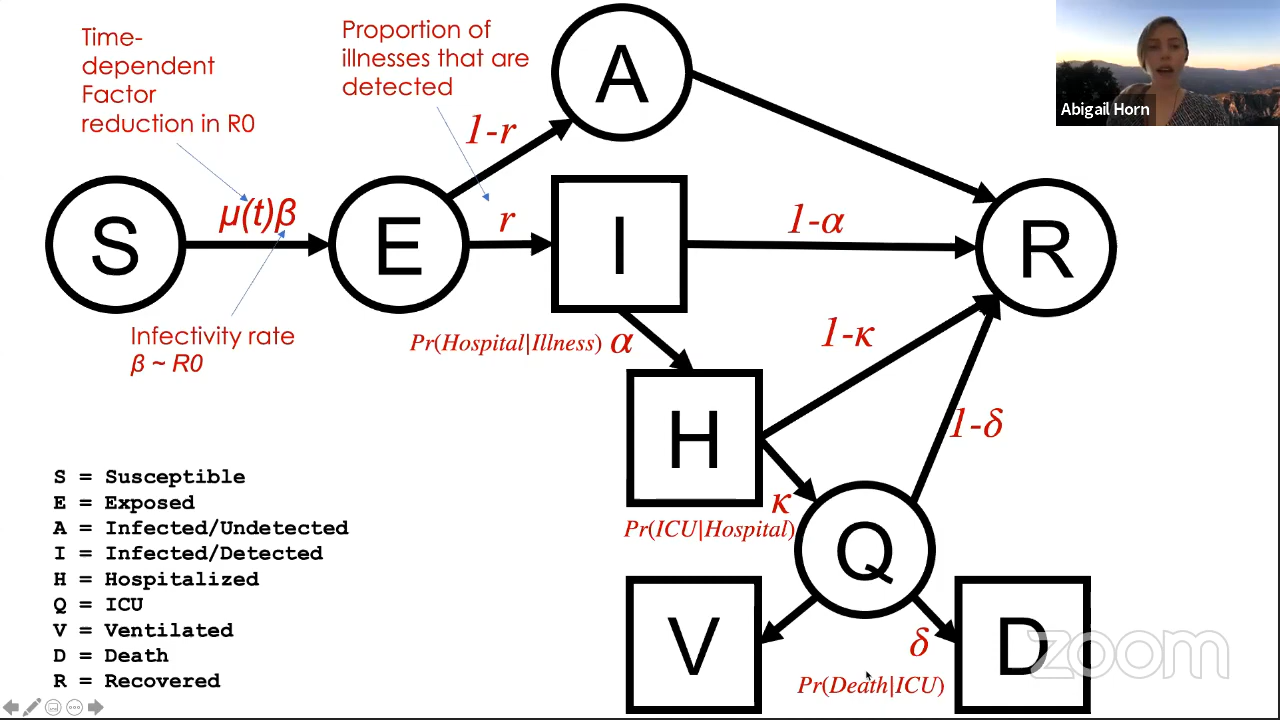 Time-
dependent
Factor
reduction in R0
Proportion of
illnesses that are
detected
A
Abigail Horn
1-r
S
μ(t)β
E
r
I
1-α
R
Infectivity rate
β ~ R0
Pr(Hospital|Illness) α
1-κ
H
1-δ
κ
Pr(ICU|Hospital)
Q
S = Susceptible
E = Exposed
A = Infected/Undetected
I = Infected/Detected
H = Hospitalized
Q = ICU
V = Ventilated
D = Death
R = Recovered
V
δ
D
zoom
Pr(Death|ICU)